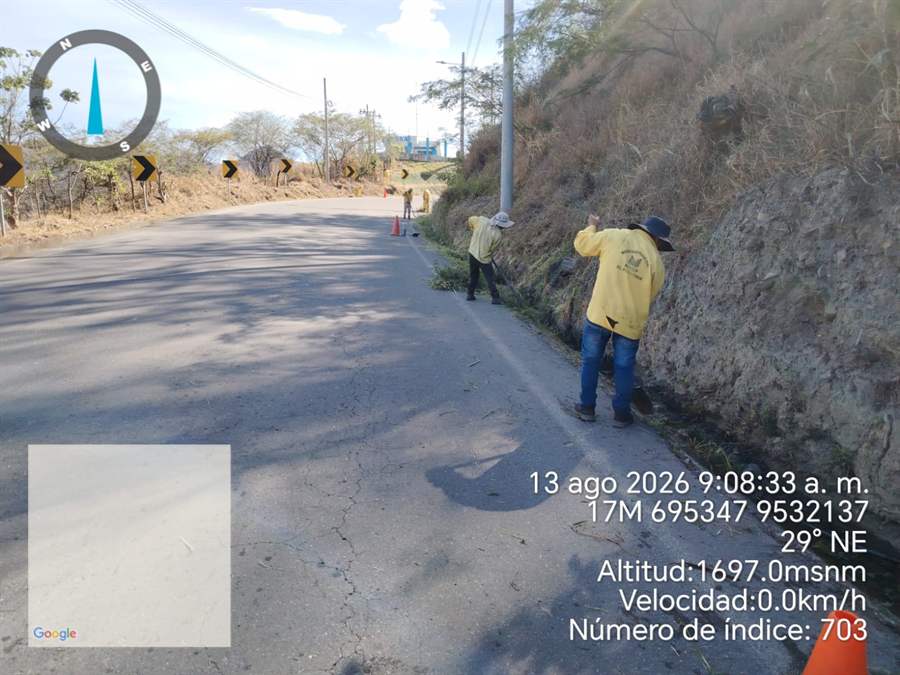 N
E
S
W
13 ago 2026 9:08:33 a. m.
17M 695347 9532137
29° NE
Altitud:1697.0msnm
Velocidad:0.0km/h
Número de índice: 703
Google